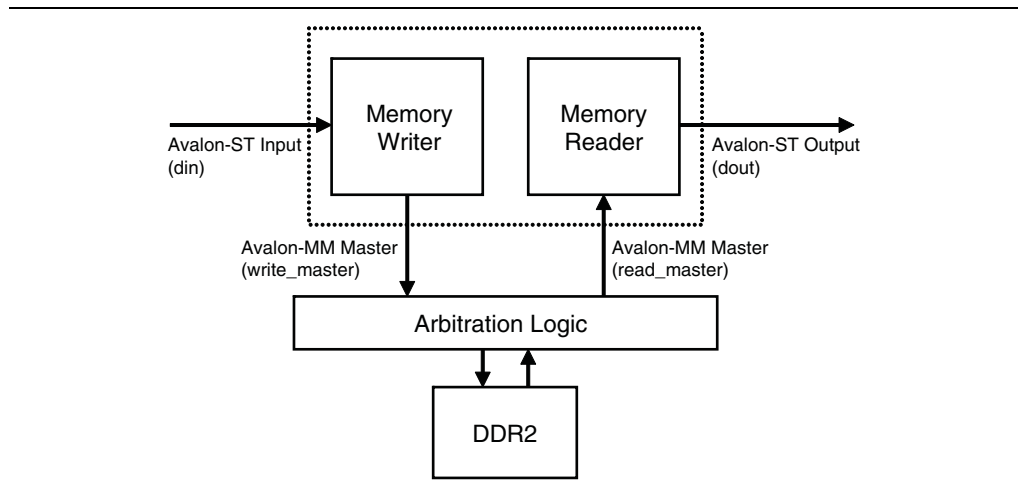 Memory
Writer
Memory
Reader
Avalon-ST Input
(din)
Avalon-ST Output
(dout)
Avalon-MM Master
(write_master)
Avalon-MM Master
(read_master)
Arbitration Logic
DDR2